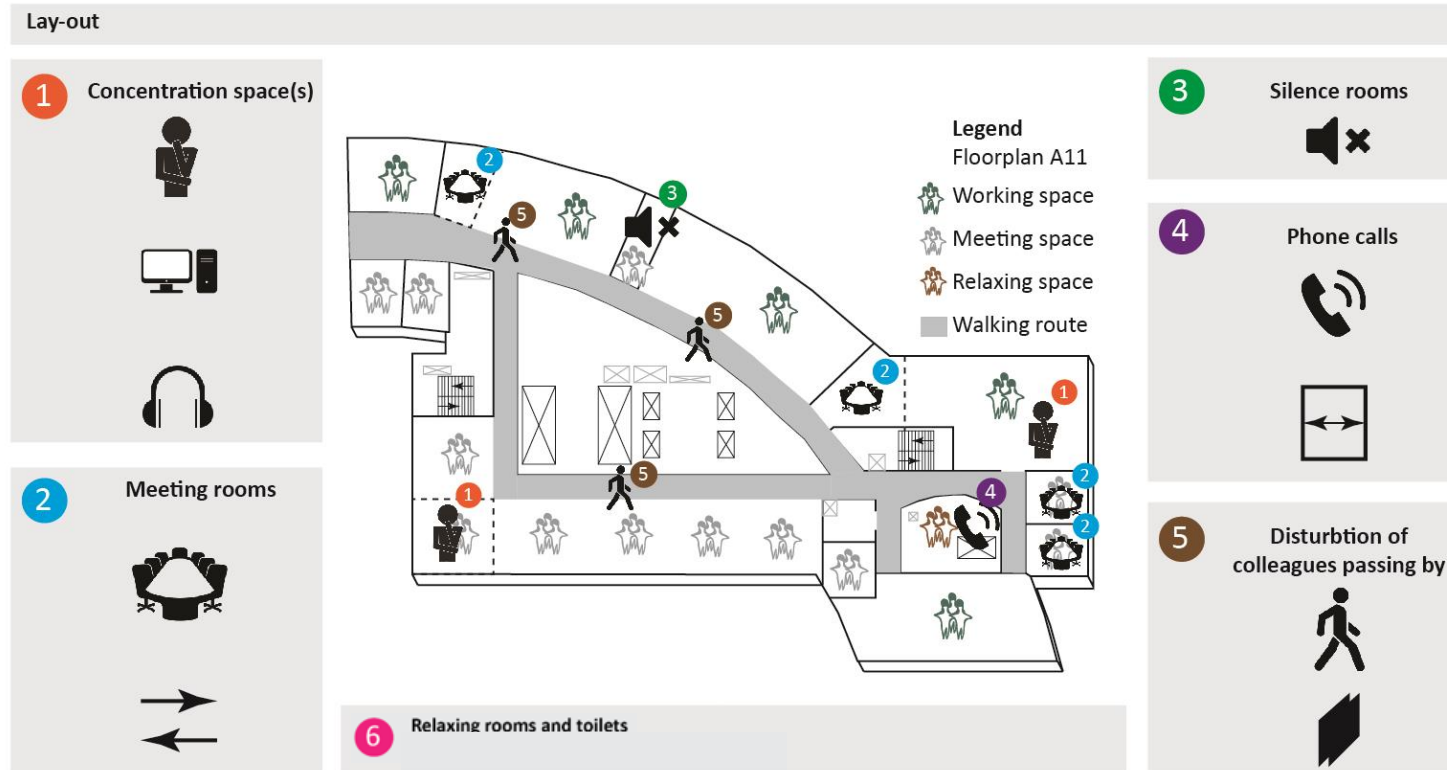 Lay-out
1
Concentration space(s)
2
Meeting rooms
Legend
Floorplan A11
Working space
Meeting space
Relaxing space
Walking route
2
5
3
5
2
1
5
1
4
2
2
3
Silence rooms
4
Phone calls
5
Disturbtion of
colleagues passing by
6
Relaxing rooms and toilets